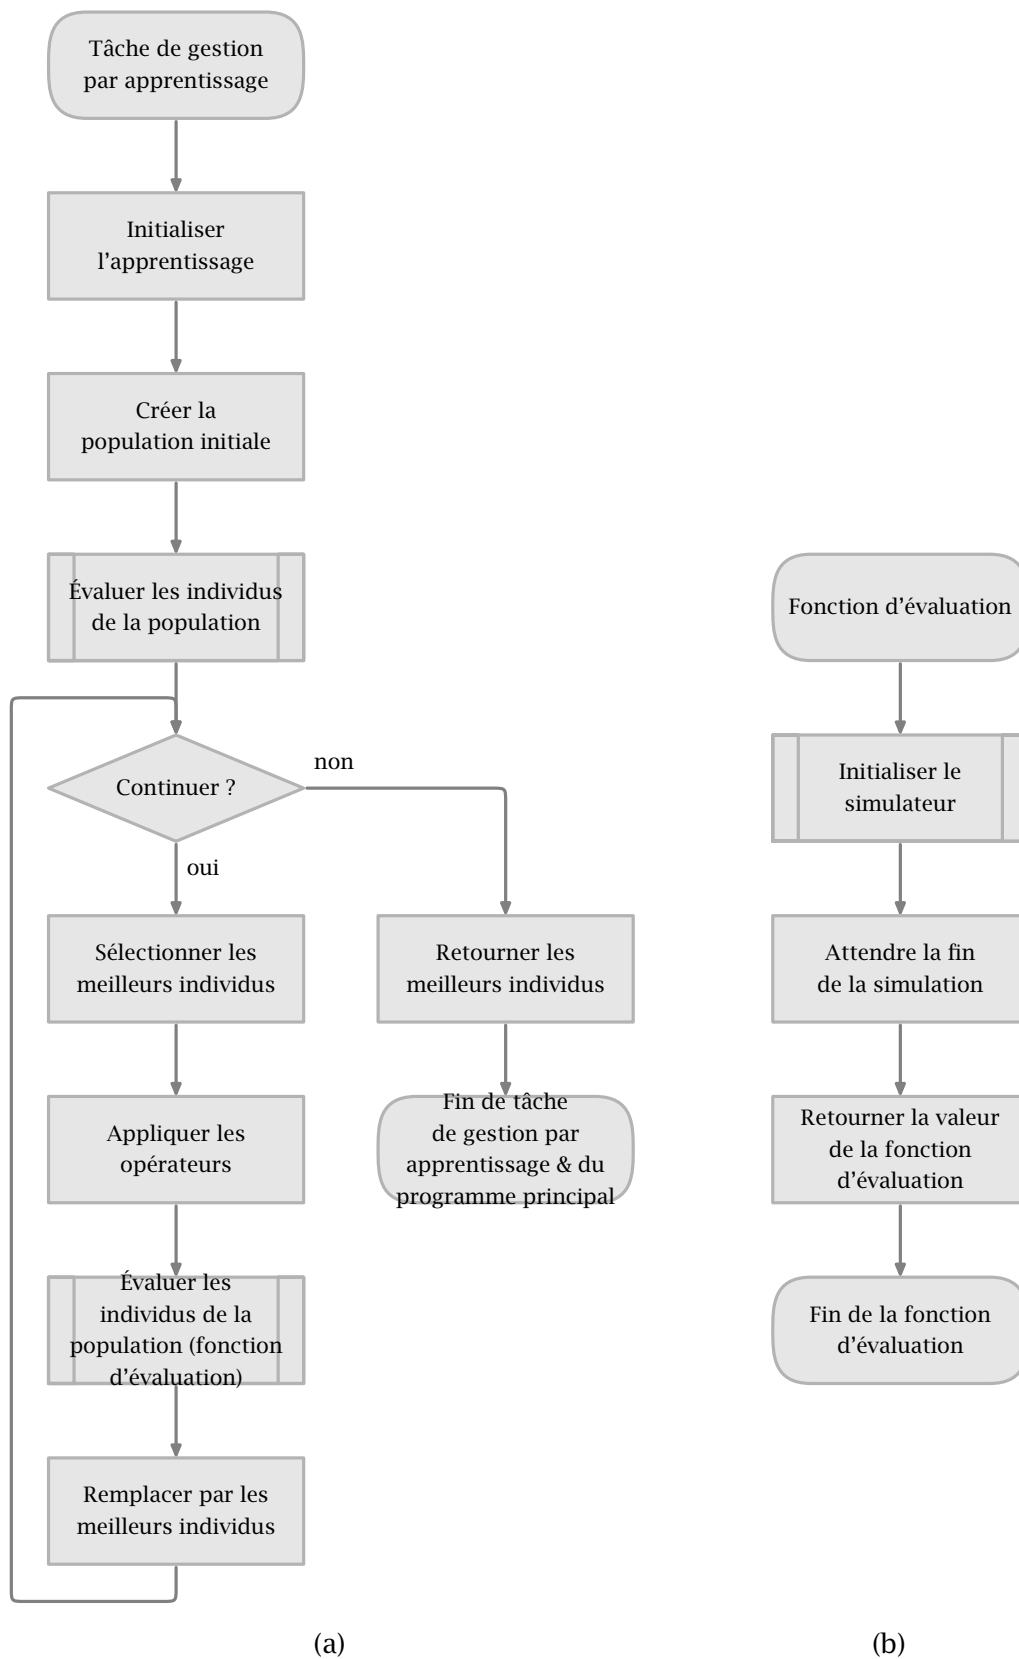 Tâche de gestion
par apprentissage
Initialiser
l'apprentissage
Créer la
population initiale
Évaluer les individus
de la population
Continuer ?
non
oui
Sélectionner les
meilleurs individus
Retourner les
meilleurs individus
Appliquer les
opérateurs
Fin de tâche
de gestion par
apprentissage & du
programme principal
Évaluer les
individus de la
population (fonction
d'évaluation)
Remplacer par les
meilleurs individus
(a)
Fonction d'évaluation
Initialiser le
simulateur
Attendre la fin
de la simulation
Retourner la valeur
de la fonction
d'évaluation
Fin de la fonction
d'évaluation
(b)